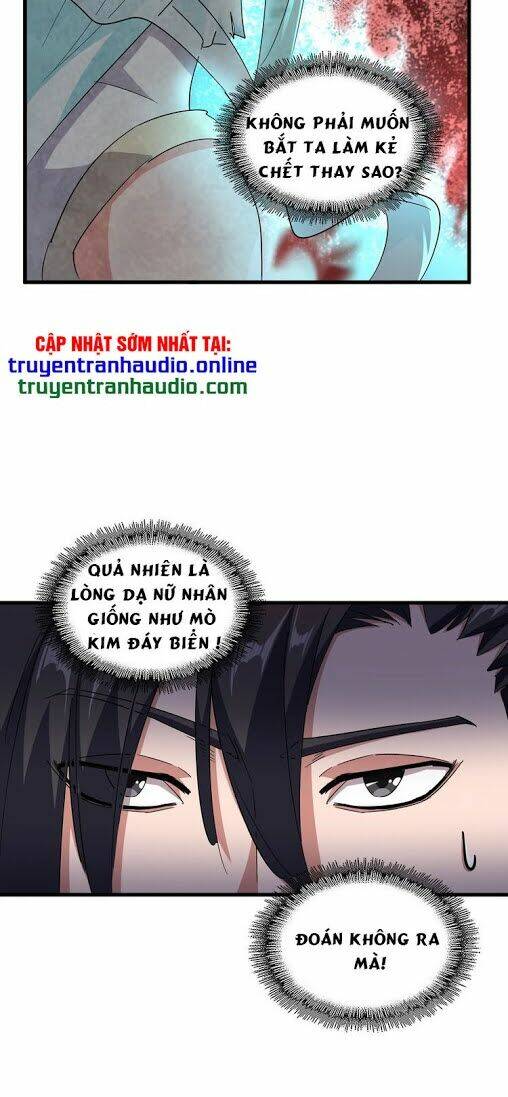 KHÔNG PHẢI MUỐN
BẮT TA LÀM KẺ
CHẾT THAY SAO?
CẬP NHẬT SỚM NHẤT TẠI:
truyentranhaudio.online
truyentranhaudio.com
QUẢ NHIÊN LÀ
LÒNG DẠ NỮ NHÂN
GIỐNG NHƯ MÒ
KIM ĐÁY BIỂN !
ĐOÁN KHÔNG RA
MÀ!